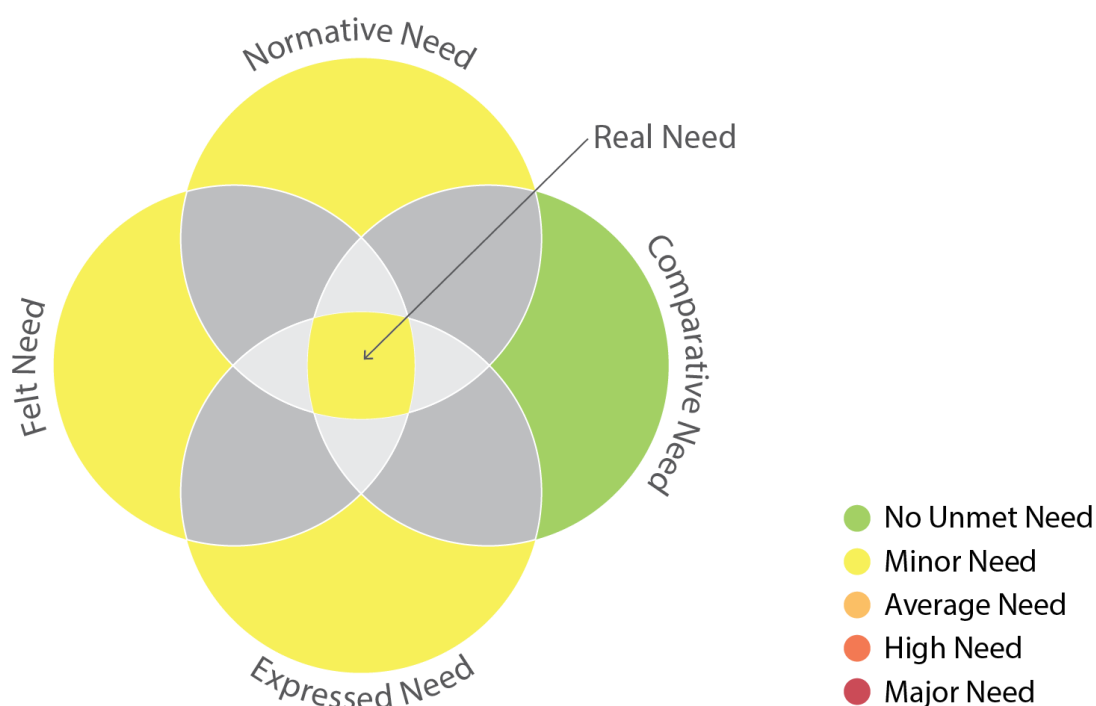 Normative Need
Real Need
Comparative Need
Felt Need
Expressed Need
No Unmet Need
Minor Need
Average Need
High Need
Major Need